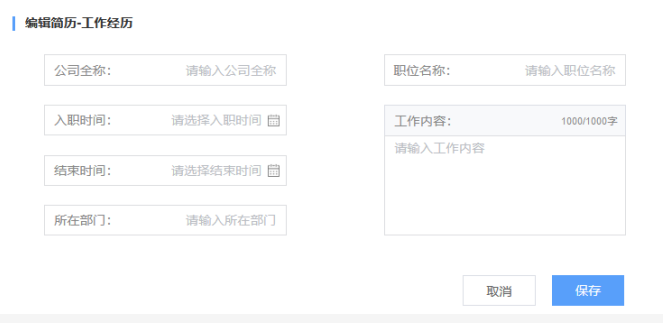 编辑简历-工作经历
公司全称： 请输入公司全称
职位名称： 请输入职位名称
入职时间： 请选择入职时间
工作内容： 1000/1000字
请输入工作内容
结束时间： 请选择结束时间
所在部门： 请输入所在部门
取消 保存